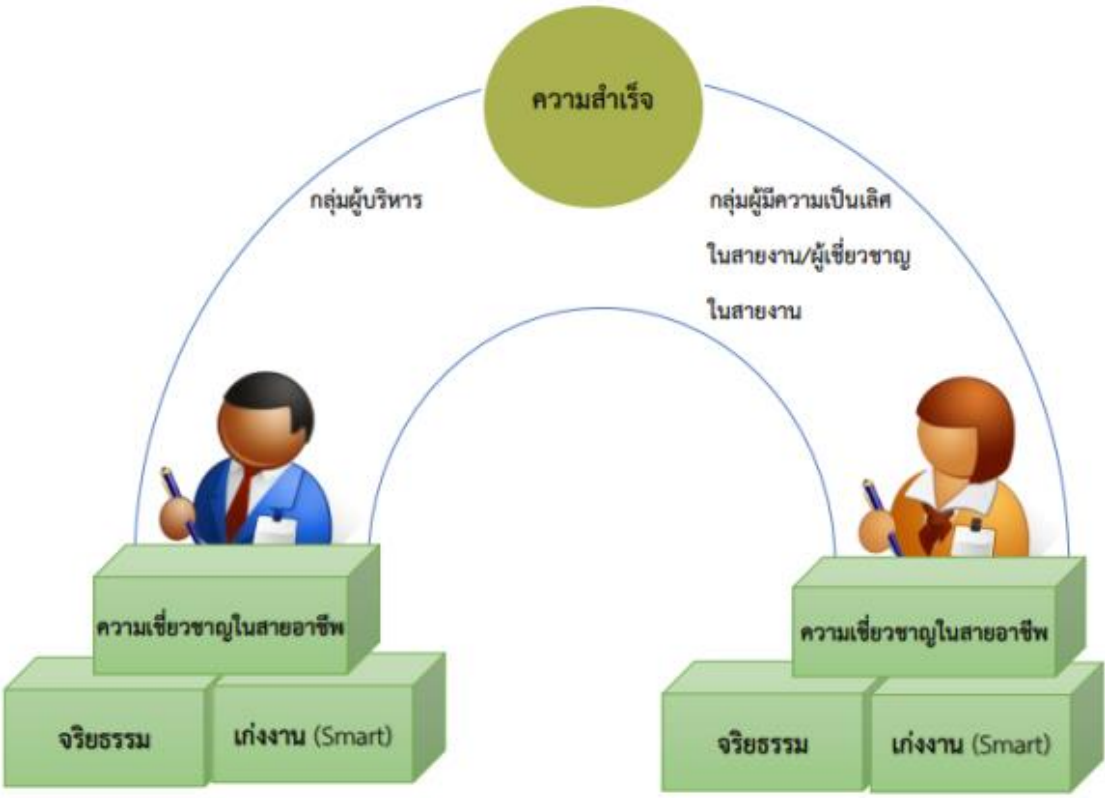 ความสำเร็จ
กลุ่มผู้บริหาร
กลุ่มผู้มีความเป็นเลิศ
ในสายงาน/ผู้เชี่ยวชาญ
ในสายงาน
ความเชี่ยวชาญในสายอาชีพ
จริยธรรม
เก่งงาน (Smart)
ความเชี่ยวชาญในสายอาชีพ
จริยธรรม
เก่งงาน (Smart)